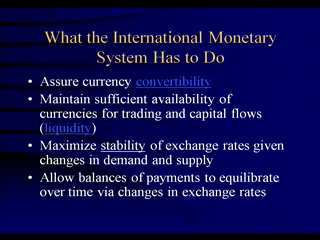 What the International Monetary
System Has to Do
• Assure currency convertibility
• Maintain sufficient availability of
currencies for trading and capital flows
(liquidity)
• Maximize stability of exchange rates given
changes in demand and supply
• Allow balances of payments to equilibrate
over time via changes in exchange rates